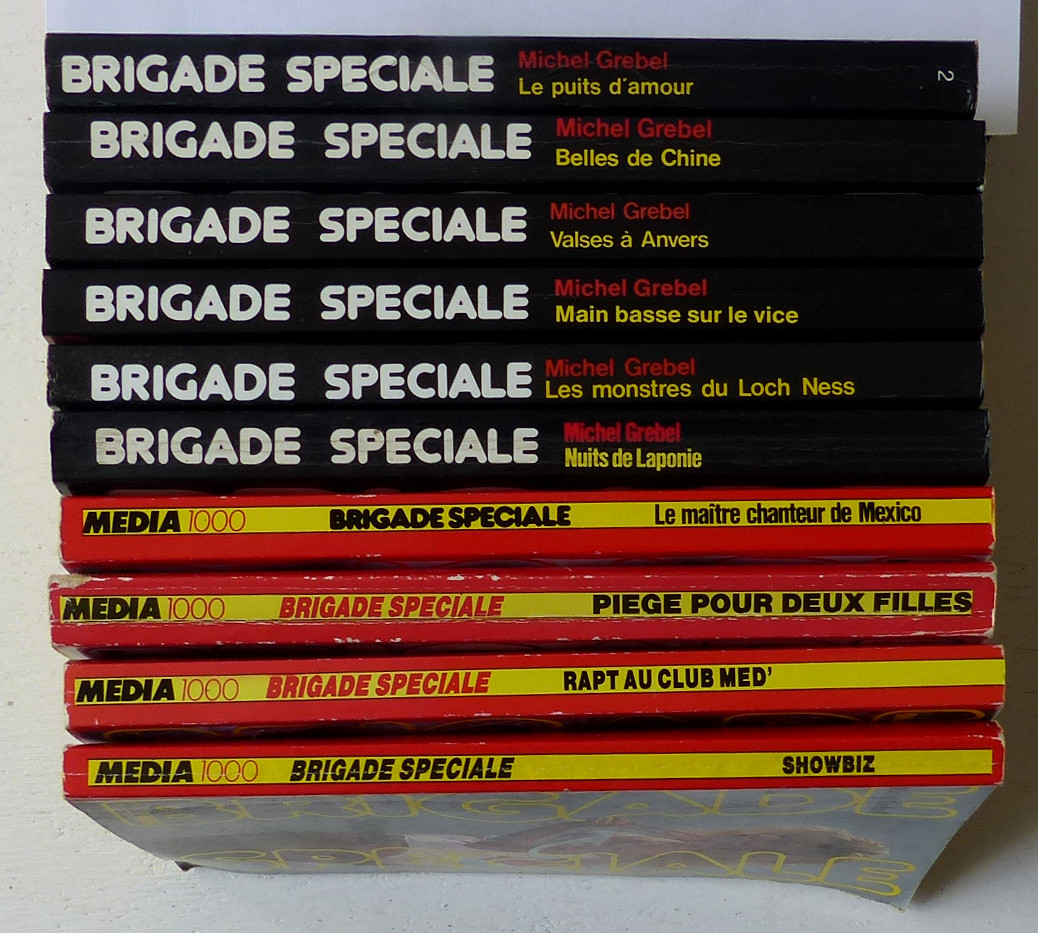 BRIGADE SPECIALE Michel Grebel
Le puits d'amour 2
BRIGADE SPECIALE Michel Grebel
Belles de Chine
BRIGADE SPECIALE Michel Grebel
Valses à Anvers
BRIGADE SPECIALE Michel Grebel
Main basse sur le vice
BRIGADE SPECIALE Michel Grebel
Les monstres du Loch Ness
BRIGADE SPECIALE Michel Grebel
Nuits de Laponie
MEDIA 1000 BRIGADE SPECIALE Le maître chanteur de Mexico
MEDIA 1000 BRIGADE SPECIALE PIEGE POUR DEUX FILLES
MEDIA 1000 BRIGADE SPECIALE RAPT AU CLUB MED'
MEDIA 1000 BRIGADE SPECIALE SHOWBIZ
BRIGADE
SPECIALE